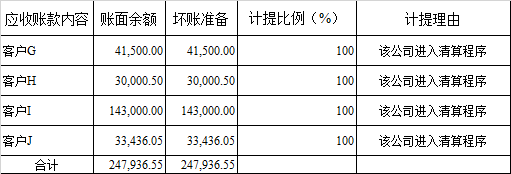 应收账款内容 账面余额 坏账准备 计提比例（%） 计提理由
客户G 41,500.00 41,500.00 100 该公司进入清算程序
客户H 30,000.50 30,000.50 100 该公司进入清算程序
客户I 143,000.00 143,000.00 100 该公司进入清算程序
客户J 33,436.05 33,436.05 100 该公司进入清算程序
合计 247,936.55 247,936.55